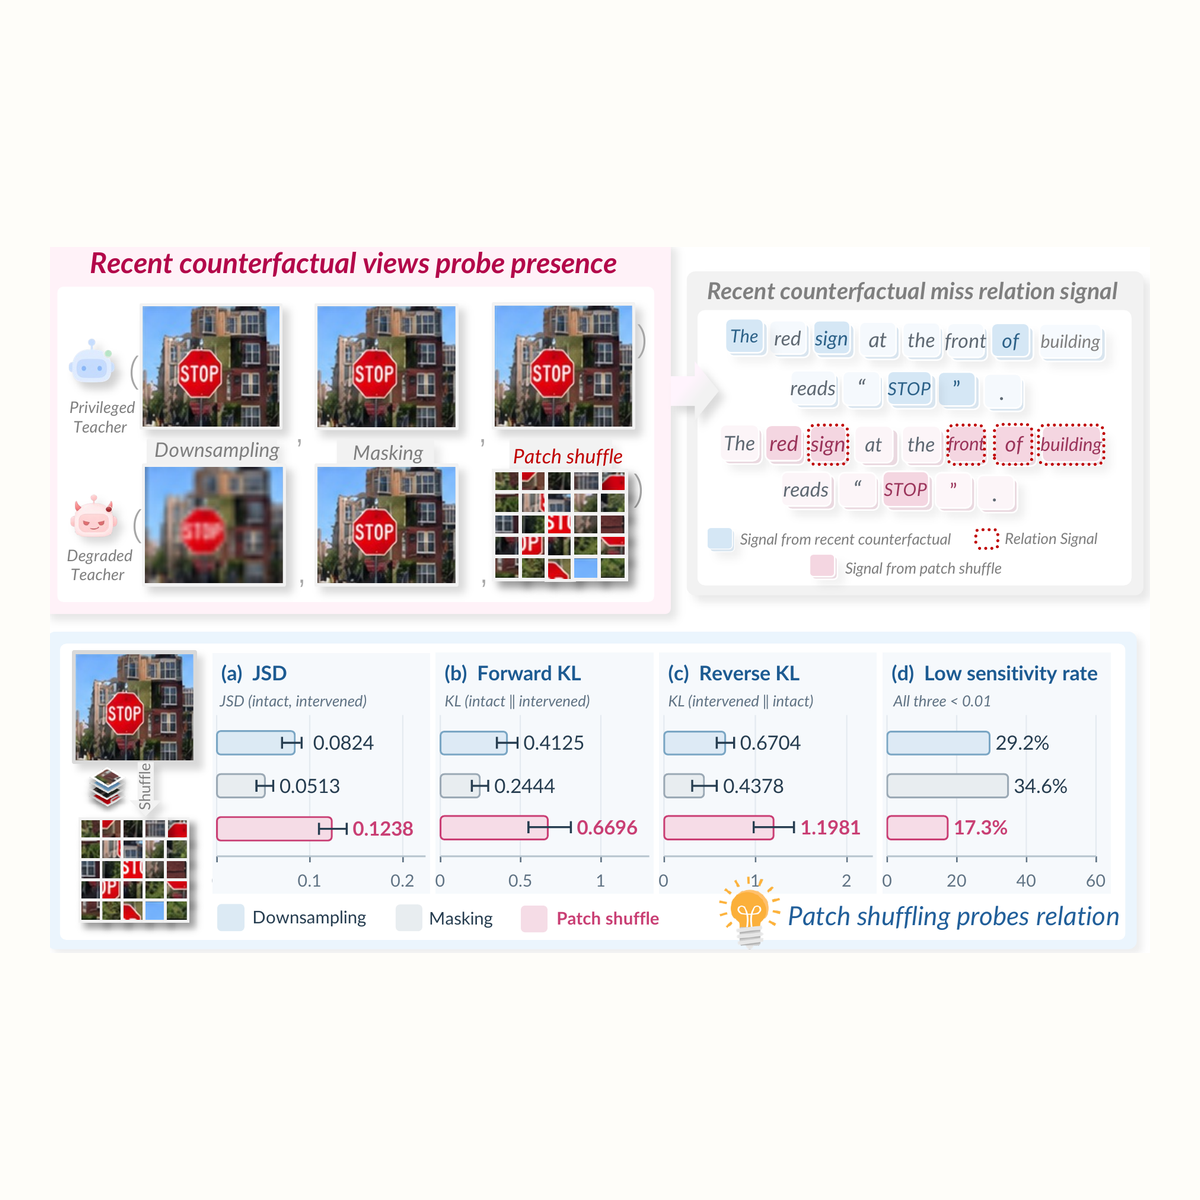 Recent counterfactual views probe presence
Privileged
Teacher
(
STOP
,
STOP
,
STOP
)
Downsampling
Masking
Patch shuffle
Degraded
Teacher
(
STOP
,
STOP
,
)
Recent counterfactual miss relation signal
The red sign at the front of building
reads “ STOP ” .
The red sign at the front of building
reads “ STOP ” .
Signal from recent counterfactual
Relation Signal
Signal from patch shuffle
STOP
Shuffle
(a) JSD
JSD (intact, intervened)
0.0824
0.0513
0.1238
0.1 0.2
(b) Forward KL
KL (intact || intervened)
0.4125
0.2444
0.6696
0 0.5 1
(c) Reverse KL
KL (intervened || intact)
0.6704
0.4378
1.1981
0 1 2
(d) Low sensitivity rate
All three < 0.01
29.2%
34.6%
17.3%
0 20 40 60
Downsampling
Masking
Patch shuffle
Patch shuffling probes relation